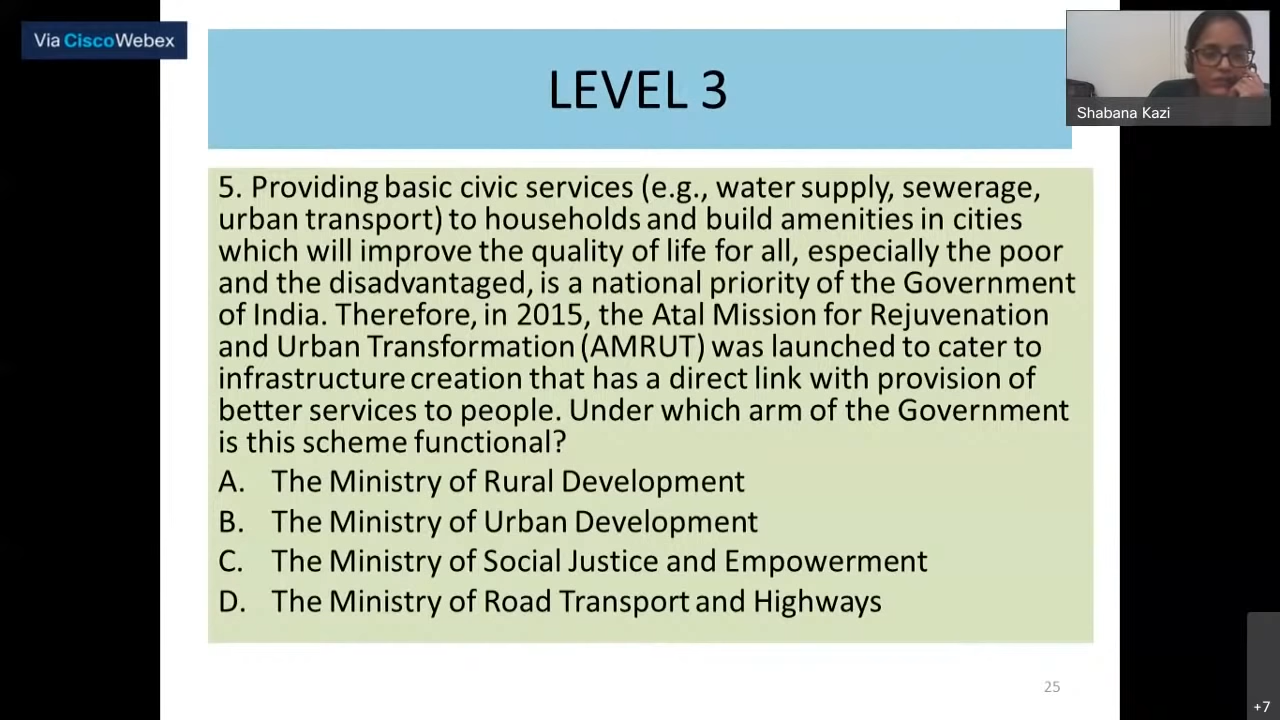 Via CiscoWebex
LEVEL 3
Shabana Kazi
5. Providing basic civic services (e.g., water supply, sewerage,
urban transport) to households and build amenities in cities
which will improve the quality of life for all, especially the poor
and the disadvantaged, is a national priority of the Government
of India. Therefore, in 2015, the Atal Mission for Rejuvenation
and Urban Transformation (AMRUT) was launched to cater to
infrastructure creation that has a direct link with provision of
better services to people. Under which arm of the Government
is this scheme functional?
A. The Ministry of Rural Development
B. The Ministry of Urban Development
C. The Ministry of Social Justice and Empowerment
D. The Ministry of Road Transport and Highways
25
+7